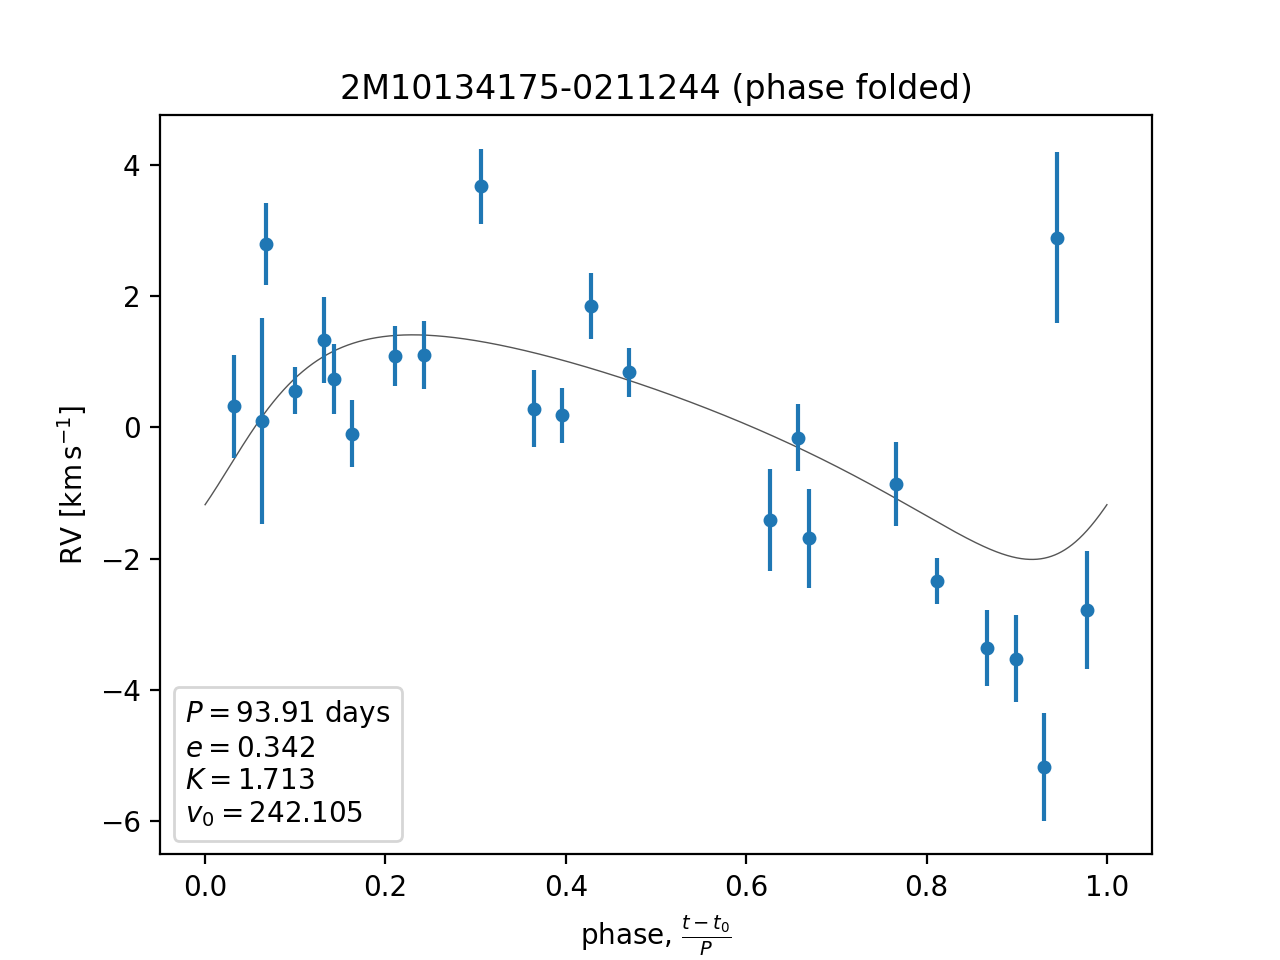 2M10134175-0211244 (phase folded)
RV [km s⁻¹]
4
2
0
−2
−4
−6
P = 93.91 days
e = 0.342
K = 1.713
v₀ = 242.105
0.0 0.2 0.4 0.6 0.8 1.0
phase, (t − t₀)/P